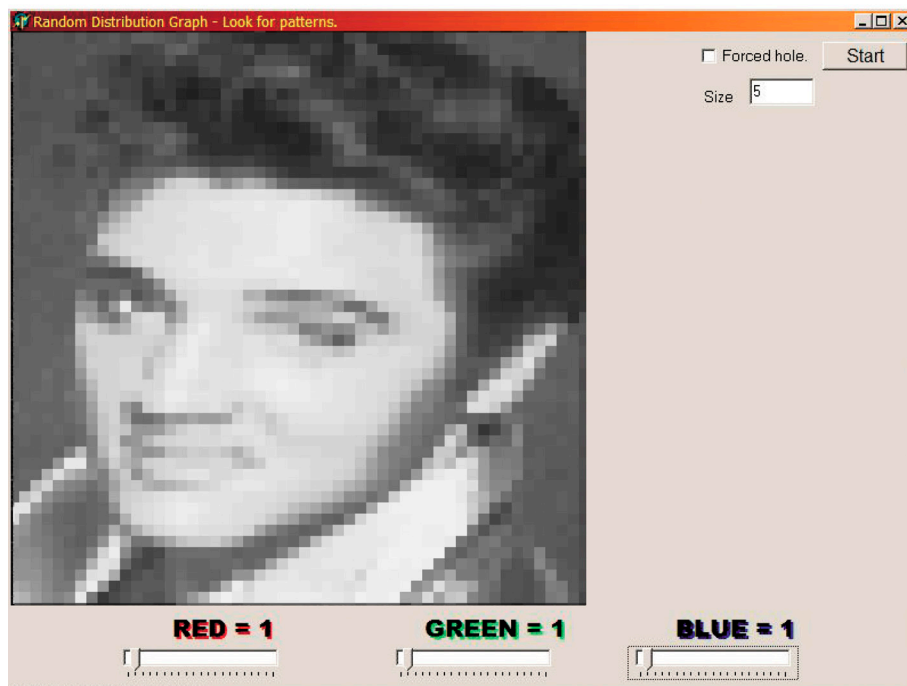 Random Distribution Graph - Look for patterns.
Forced hole.
Start
Size
5
RED = 1
GREEN = 1
BLUE = 1